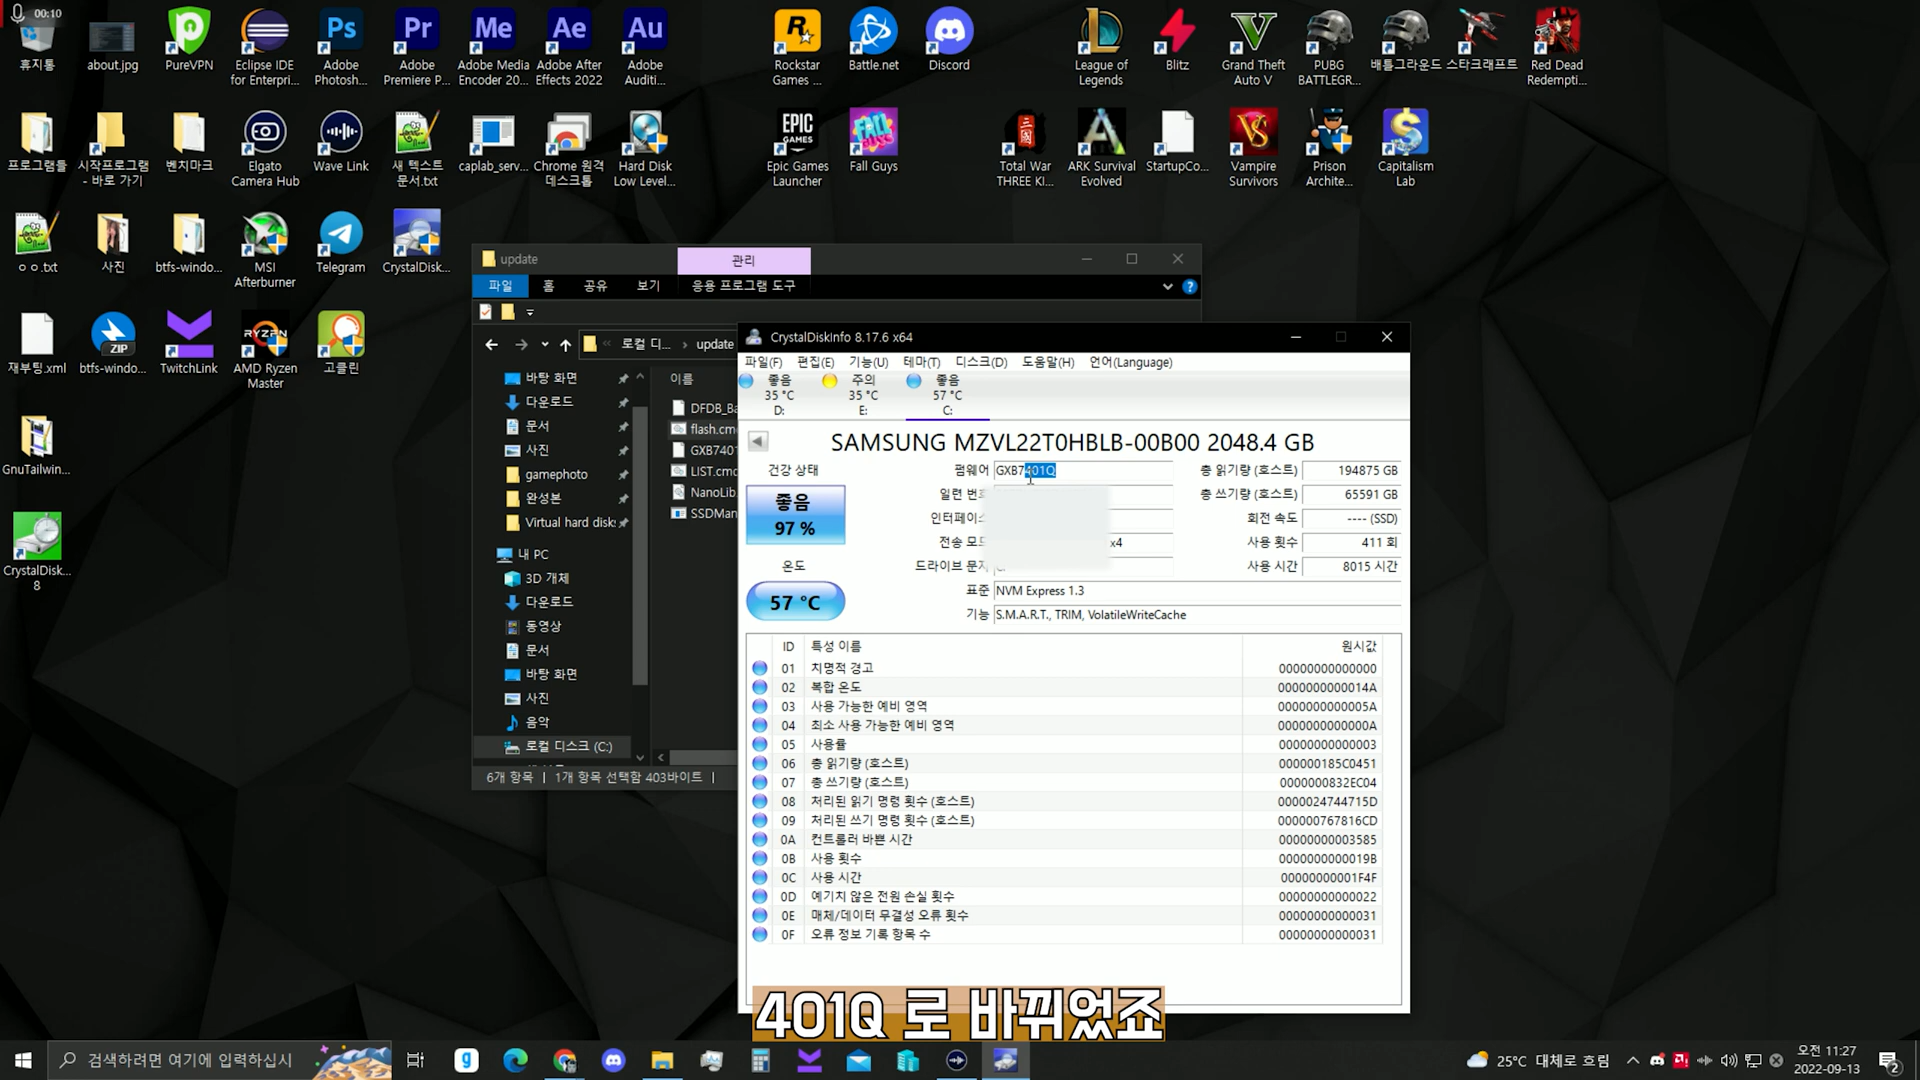 00:10
휴지통
about.jpg
PureVPN
Eclipse IDE
for Enterpri...
Adobe
Photosh...
Adobe
Premiere P...
Adobe Media
Encoder 20...
Adobe After
Effects 2022
Adobe
Auditi...
Rockstar
Games ...
Battle.net
Discord
League of
Legends
Blitz
Grand Theft
Auto V
PUBG
BATTLEGR...
배틀그라운드
스타크래프트
Red Dead
Redempti...
프로그램들
시작프로그램
- 바로 가기
벤치마크
Elgato
Camera Hub
Wave Link
새 텍스트
문서.txt
caplab_serv...
Chrome 원격
데스크톱
Hard Disk
Low Level...
Epic Games
Launcher
Fall Guys
Total War
THREE KI...
ARK Survival
Evolved
StartupCo...
Vampire
Survivors
Prison
Archite...
Capitalism
Lab
ㅇㅇ.txt
사진
btfs-windo...
MSI
Afterburner
Telegram
CrystalDisk...
재부팅.xml
btfs-windo...
TwitchLink
AMD Ryzen
Master
고클린
GnuTailwin...
CrystalDisk...
8
update
관리
파일 홈 공유 보기 응용 프로그램 도구
로컬 디... › update
바탕 화면
다운로드
문서
사진
gamephoto
완성본
Virtual hard disk
내 PC
3D 개체
다운로드
동영상
문서
바탕 화면
사진
음악
로컬 디스크 (C:)
이름
DFDB_Ba
flash.cm
GXB7401
LIST.cmd
NanoLib
SSDMan
6개 항목 | 1개 항목 선택함 403바이트 |
CrystalDiskInfo 8.17.6 x64
파일(F) 편집(E) 기능(U) 테마(T) 디스크(D) 도움말(H) 언어(Language)
좋음 주의 좋음
35 °C 35 °C 57 °C
D: E: C:
SAMSUNG MZVL22T0HBLB-00B00 2048.4 GB
건강 상태
좋음
97 %
온도
57 °C
펌웨어 GXB7401Q
일련 번호
인터페이스
전송 모드 x4
드라이브 문자
표준 NVM Express 1.3
기능 S.M.A.R.T., TRIM, VolatileWriteCache
총 읽기량 (호스트) 194875 GB
총 쓰기량 (호스트) 65591 GB
회전 속도 ---- (SSD)
사용 횟수 411 회
사용 시간 8015 시간
ID 특성 이름 원시값
01 치명적 경고 00000000000000
02 복합 온도 0000000000014A
03 사용 가능한 예비 영역 0000000000005A
04 최소 사용 가능한 예비 영역 0000000000000A
05 사용률 00000000000003
06 총 읽기량 (호스트) 000000185C0451
07 총 쓰기량 (호스트) 0000000832EC04
08 처리된 읽기 명령 횟수 (호스트) 0000024744715D
09 처리된 쓰기 명령 횟수 (호스트) 000000767816CD
0A 컨트롤러 바쁜 시간 00000000003585
0B 사용 횟수 0000000000019B
0C 사용 시간 00000000001F4F
0D 예기치 않은 전원 손실 횟수 00000000000022
0E 매체/데이터 무결성 오류 횟수 00000000000031
0F 오류 정보 기록 항목 수 00000000000031
401Q 로 바뀌었죠
검색하려면 여기에 입력하십시
25°C 대체로 흐림
오전 11:27
2022-09-13
2